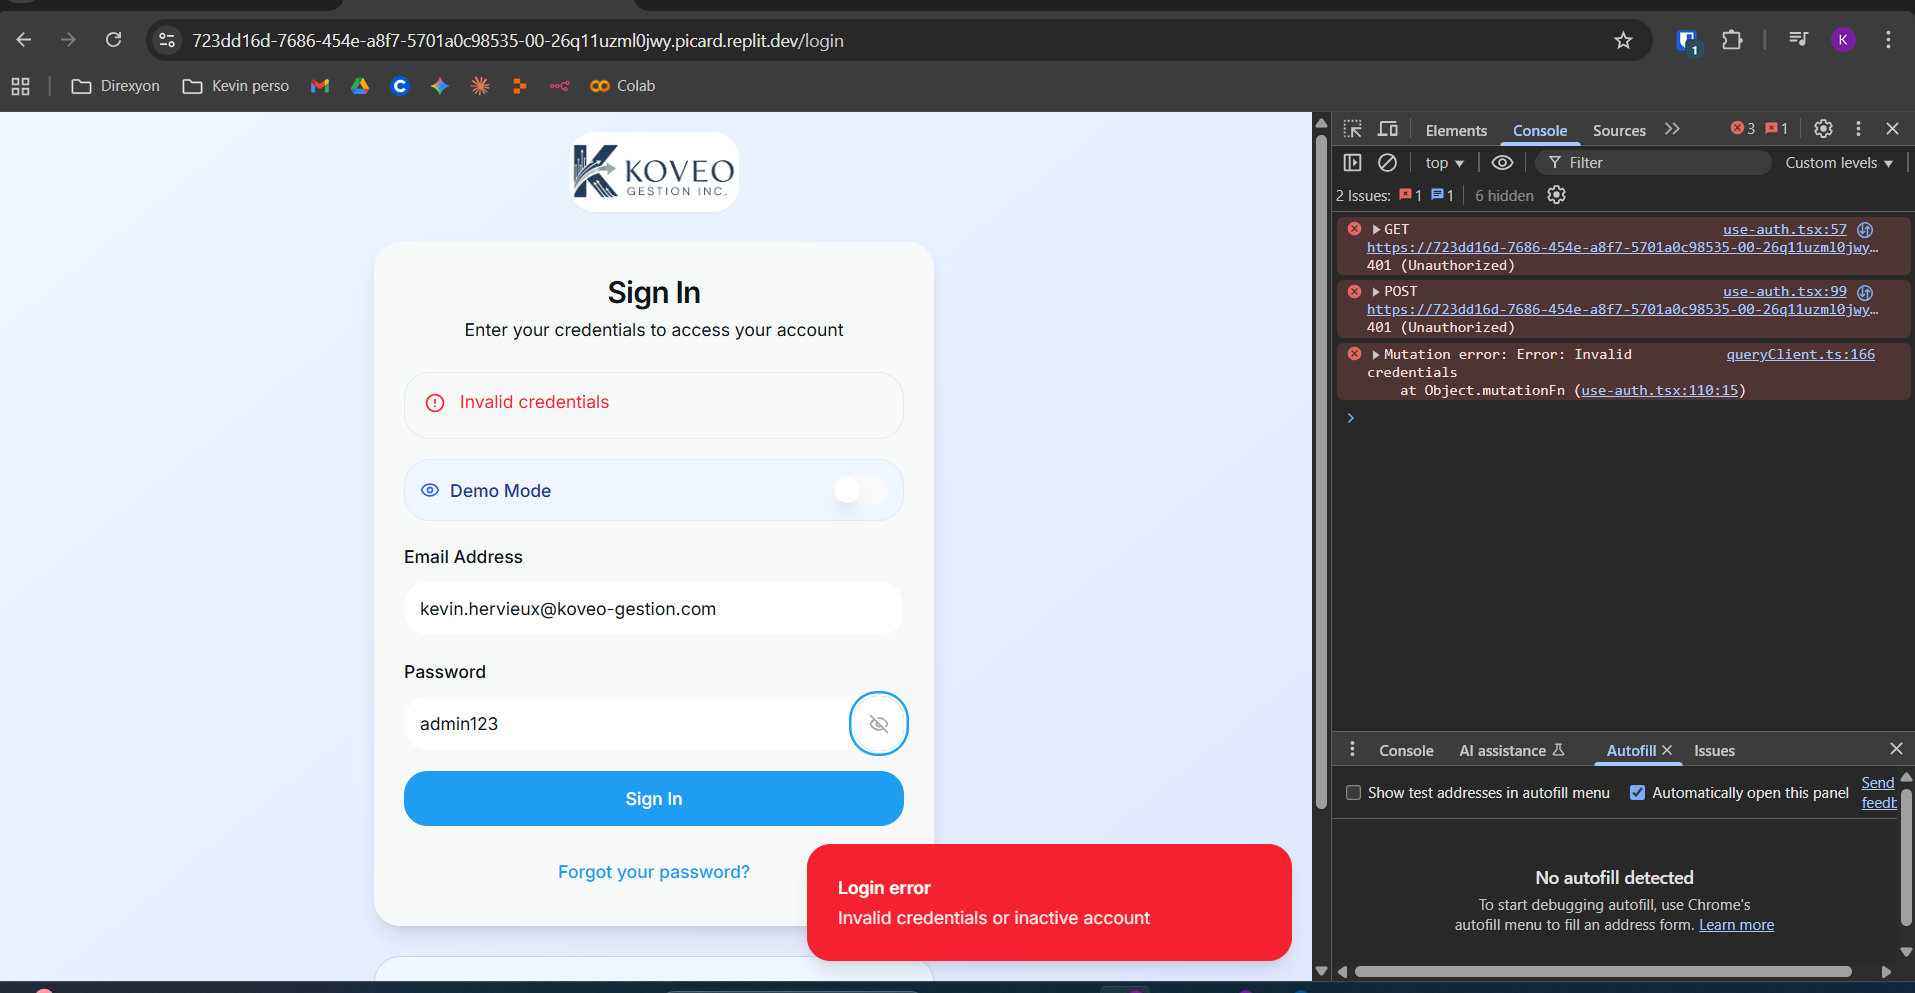 723dd16d-7686-454e-a8f7-5701a0c98535-00-26q11uzml0jwy.picard.replit.dev/login
1
K
Direxyon
Kevin perso
Colab
KOVEO
GESTION INC.
Sign In
Enter your credentials to access your account
Invalid credentials
Demo Mode
Email Address
kevin.hervieux@koveo-gestion.com
Password
admin123
Sign In
Forgot your password?
Login error
Invalid credentials or inactive account
Elements Console Sources 3 1
top Filter Custom levels
2 Issues: 1 1 6 hidden
GET use-auth.tsx:57
https://723dd16d-7686-454e-a8f7-5701a0c98535-00-26q11uzml0jwy…
401 (Unauthorized)
POST use-auth.tsx:99
https://723dd16d-7686-454e-a8f7-5701a0c98535-00-26q11uzml0jwy…
401 (Unauthorized)
Mutation error: Error: Invalid queryClient.ts:166
credentials
at Object.mutationFn (use-auth.tsx:110:15)
Console AI assistance Autofill Issues
Show test addresses in autofill menu Automatically open this panel Send
feedb
No autofill detected
To start debugging autofill, use Chrome's
autofill menu to fill an address form. Learn more